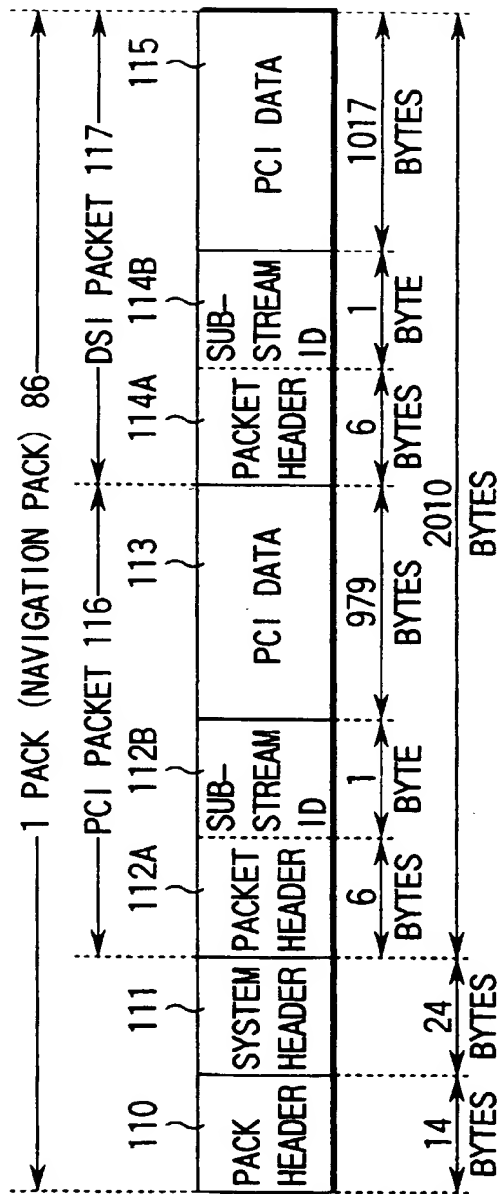 1 PACK (NAVIGATION PACK) 86
PCI PACKET 116
DSI PACKET 117
110
111
112A
112B
113
114A
114B
115
PACK
HEADER
SYSTEM
HEADER
PACKET
HEADER
SUB-
STREAM
ID
PCI DATA
PACKET
HEADER
SUB-
STREAM
ID
PCI DATA
14
BYTES
24
BYTES
6
BYTES
1
BYTE
979
BYTES
6
BYTES
1
BYTE
1017
BYTES
2010
BYTES